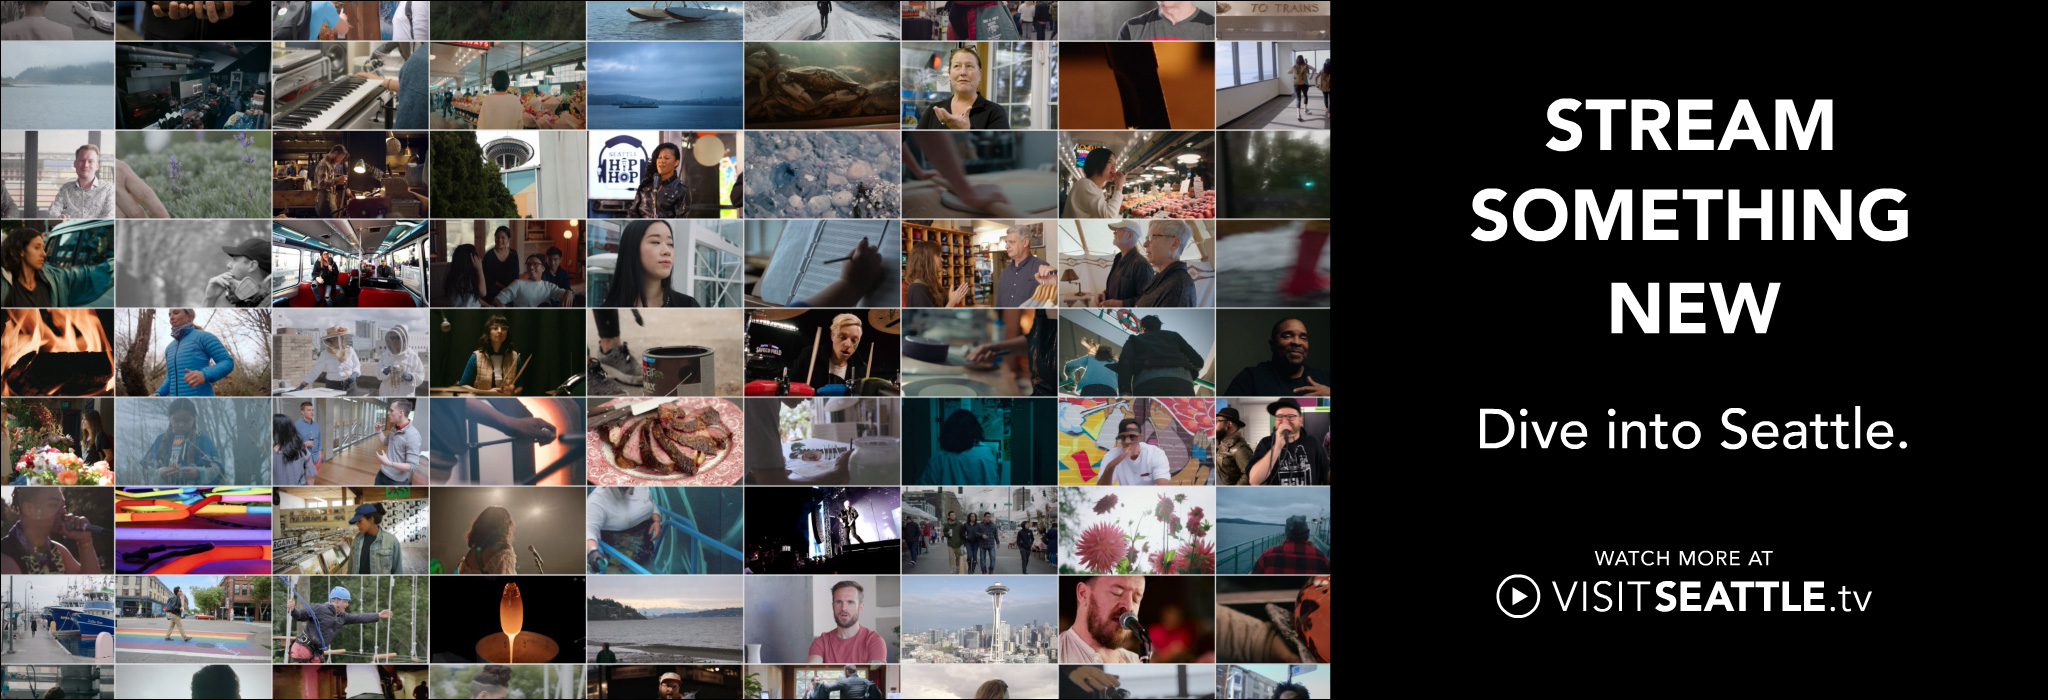 TO TRAINS
SEATTLE
HIP
HOP
STREAM
SOMETHING
NEW
Dive into Seattle.
WATCH MORE AT
VISITSEATTLE.tv